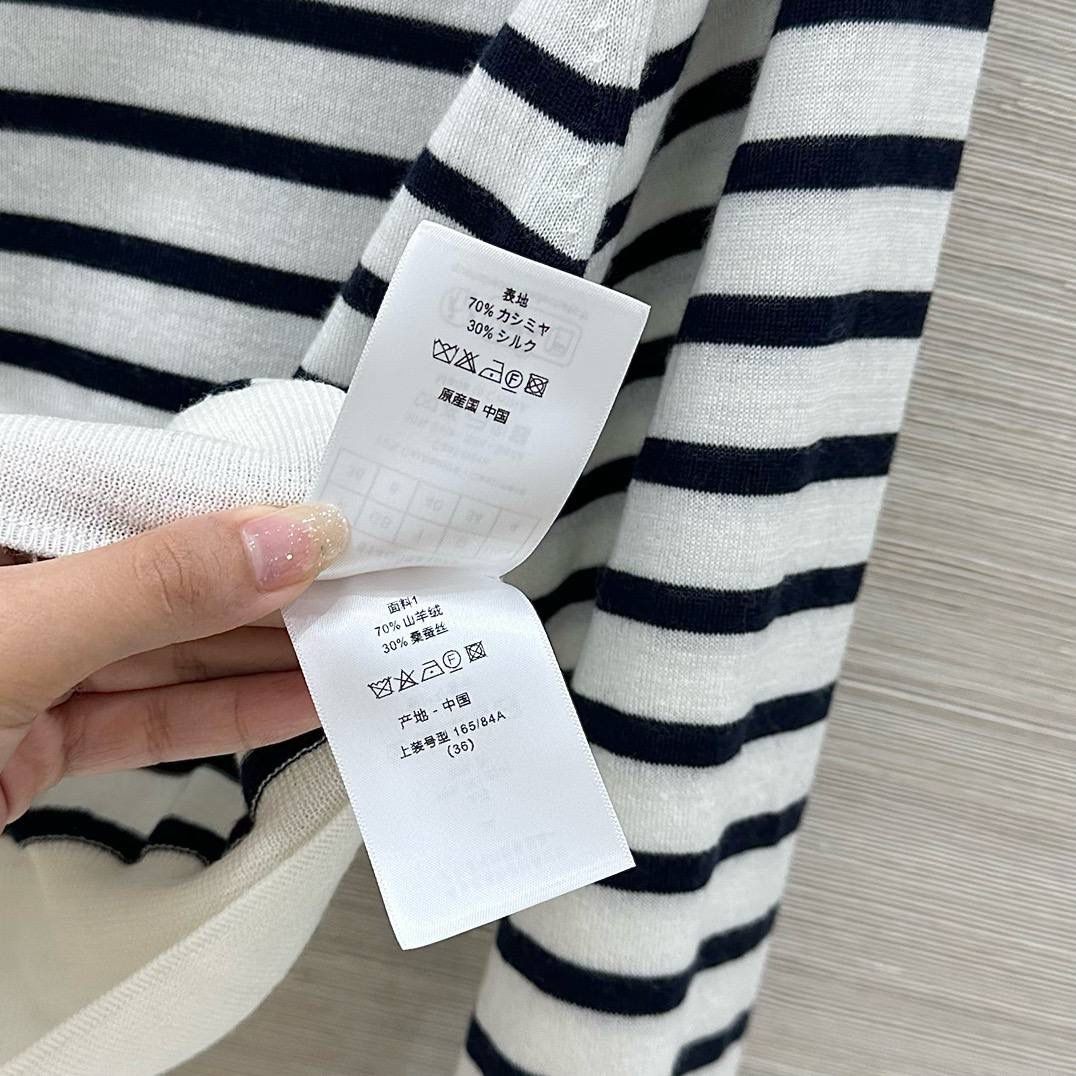 表地
70% カシミヤ
30% シルク
F
原産国 中国
面料1
70% 山羊绒
30% 桑蚕丝
F
产地 - 中国
上装号型 165/84A
(36)